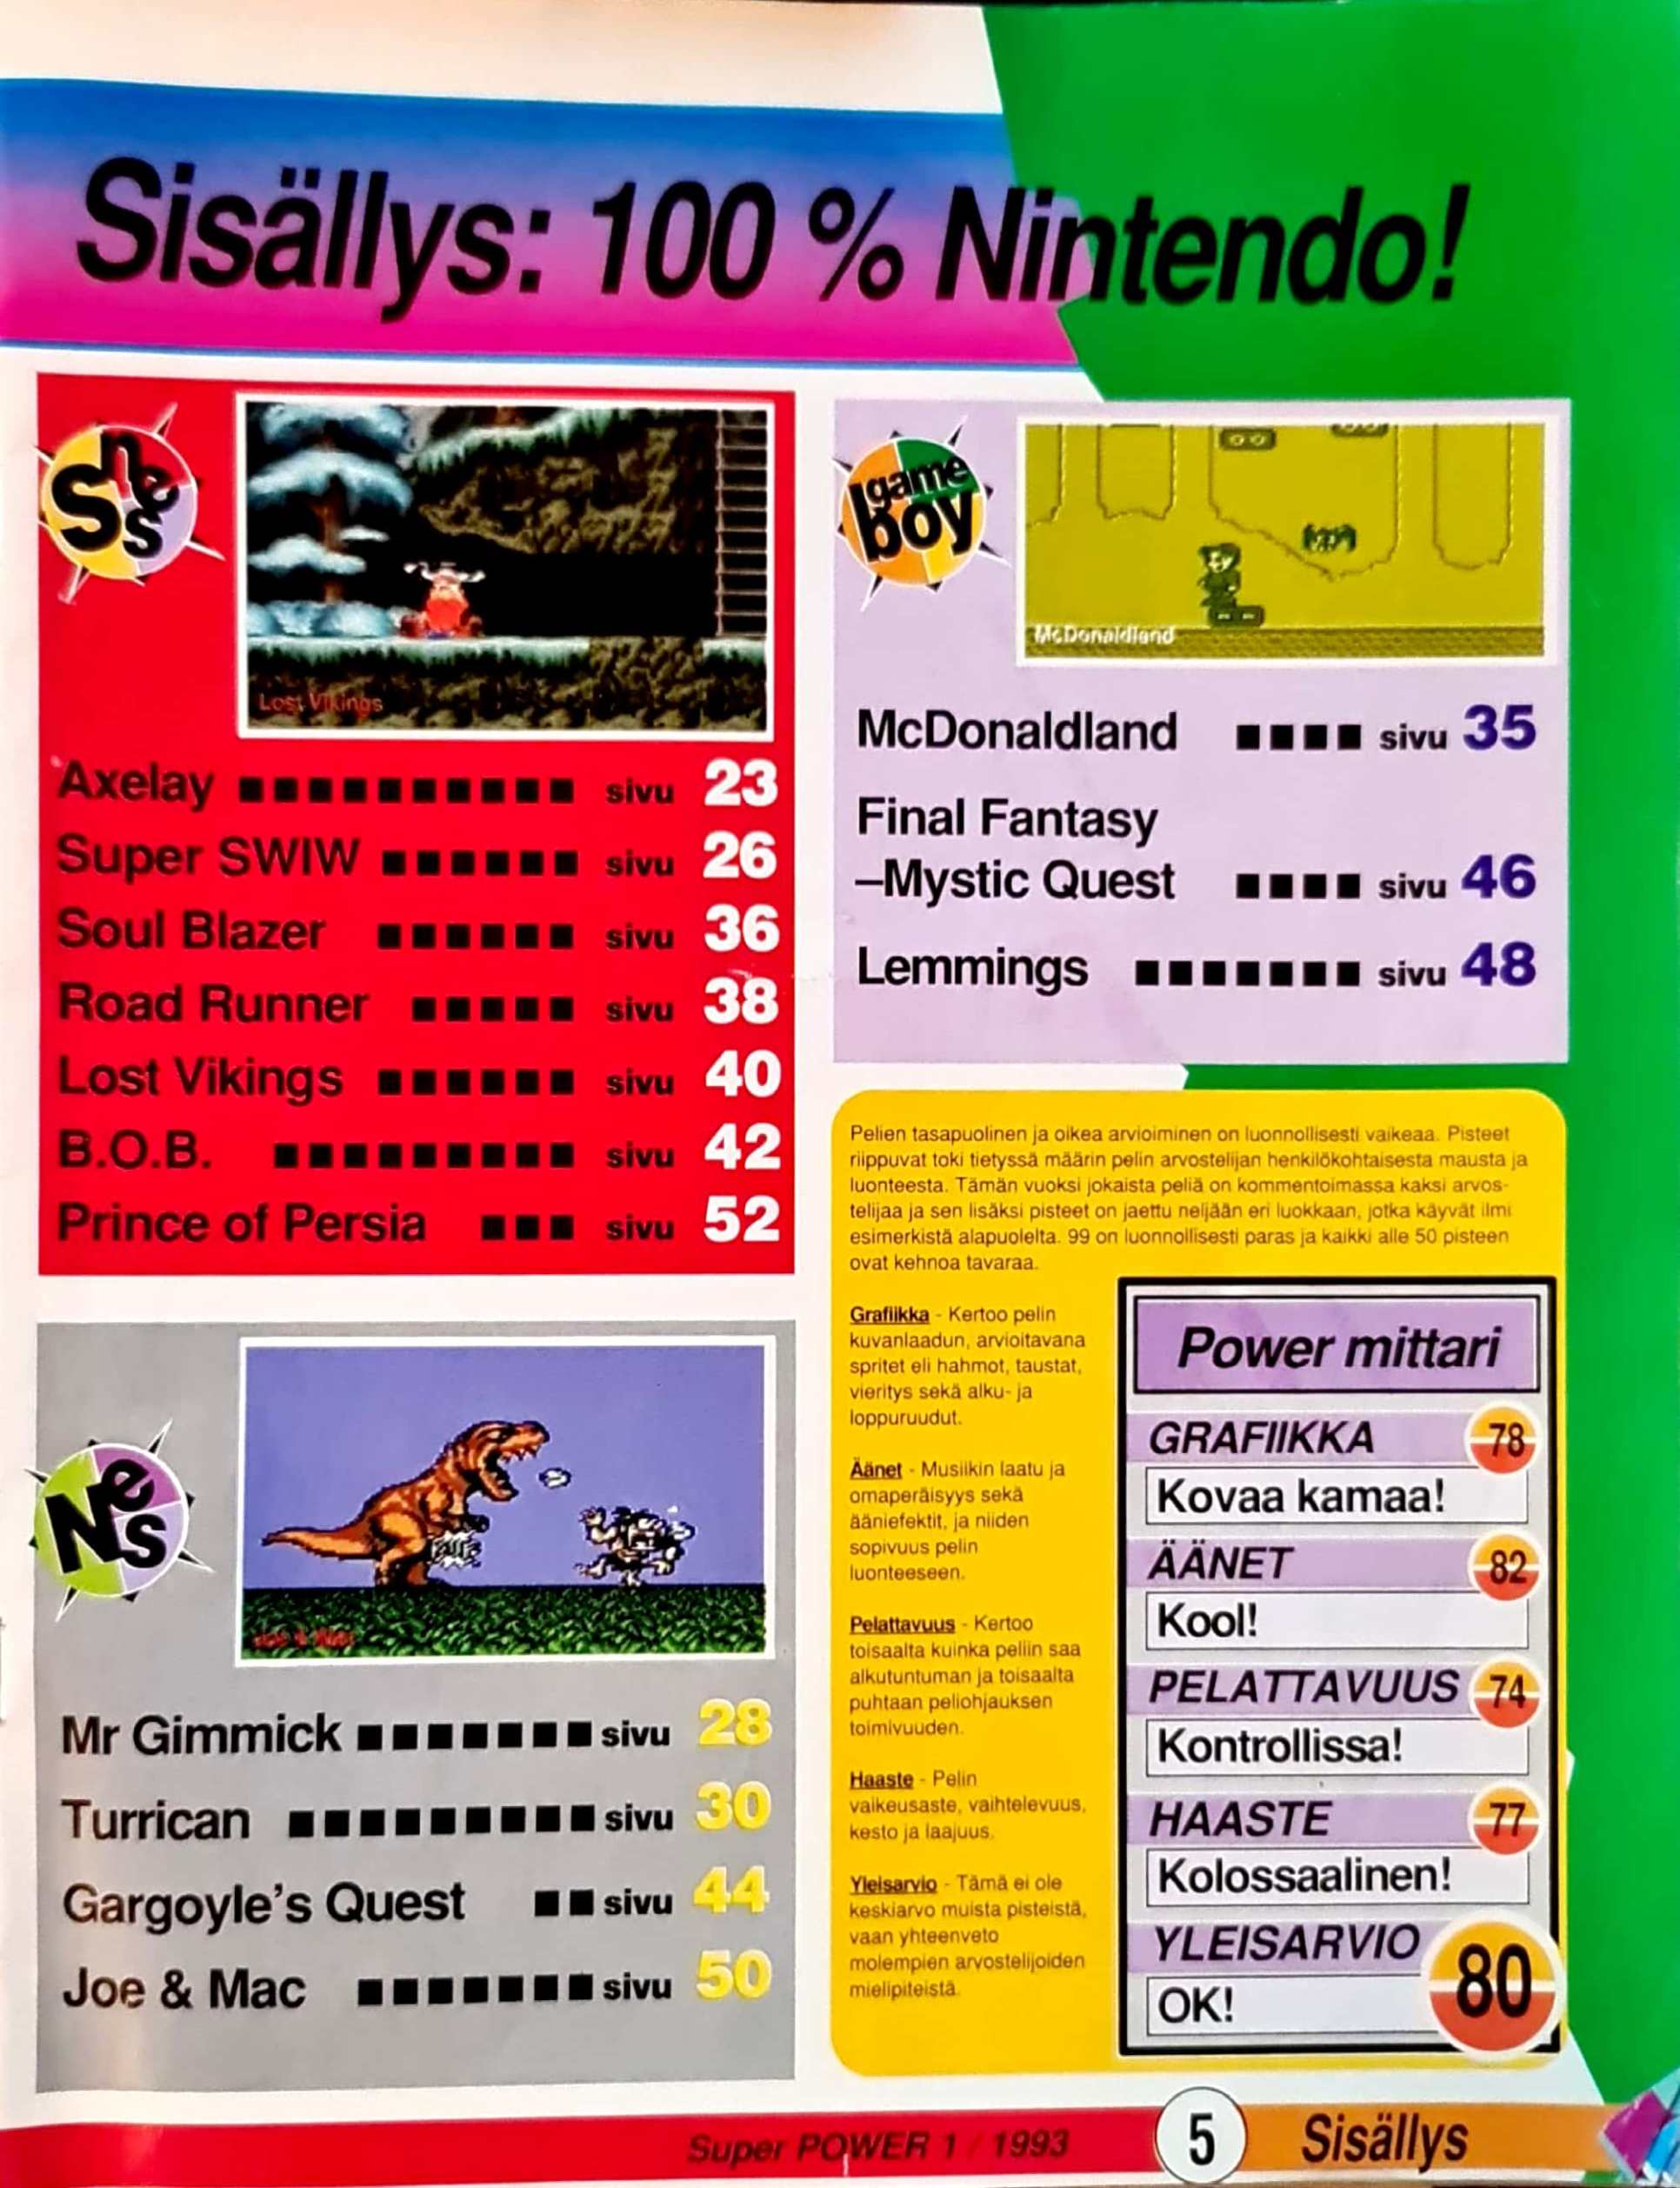 Sisällys: 100 % Nintendo!
Snes
Lost Vikings
Axelay ■■■■■■■■■■ sivu 23
Super SWIW ■■■■■■ sivu 26
Soul Blazer ■■■■■■ sivu 36
Road Runner ■■■■■ sivu 38
Lost Vikings ■■■■■■ sivu 40
B.O.B. ■■■■■■■■■ sivu 42
Prince of Persia ■■■ sivu 52
Nes
Joe & Mac
Mr Gimmick ■■■■■■■ sivu 28
Turrican ■■■■■■■■■ sivu 30
Gargoyle's Quest ■■ sivu 44
Joe & Mac ■■■■■■■ sivu 50
game
boy
McDonaldland
McDonaldland ■■■■ sivu 35
Final Fantasy
–Mystic Quest ■■■■ sivu 46
Lemmings ■■■■■■■ sivu 48
Pelien tasapuolinen ja oikea arvioiminen on luonnollisesti vaikeaa. Pisteet
riippuvat toki tietyssä määrin pelin arvostelijan henkilökohtaisesta mausta ja
luonteesta. Tämän vuoksi jokaista peliä on kommentoimassa kaksi arvos-
telijaa ja sen lisäksi pisteet on jaettu neljään eri luokkaan, jotka käyvät ilmi
esimerkistä alapuolelta. 99 on luonnollisesti paras ja kaikki alle 50 pisteen
ovat kehnoa tavaraa.
Grafiikka - Kertoo pelin
kuvanlaadun, arvioitavana
spritet eli hahmot, taustat,
vieritys sekä alku- ja
loppuruudut.
Äänet - Musiikin laatu ja
omaperäisyys sekä
ääniefektit, ja niiden
sopivuus pelin
luonteeseen.
Pelattavuus - Kertoo
toisaalta kuinka peliin saa
alkutuntuman ja toisaalta
puhtaan peliohjauksen
toimivuuden.
Haaste - Pelin
vaikeusaste, vaihtelevuus,
kesto ja laajuus.
Yleisarvio - Tämä ei ole
keskiarvo muista pisteistä,
vaan yhteenveto
molempien arvostelijoiden
mielipiteistä.
Power mittari
GRAFIIKKA 78
Kovaa kamaa!
ÄÄNET 82
Kool!
PELATTAVUUS 74
Kontrollissa!
HAASTE 77
Kolossaalinen!
YLEISARVIO 80
OK!
Super POWER 1 / 1993 5 Sisällys